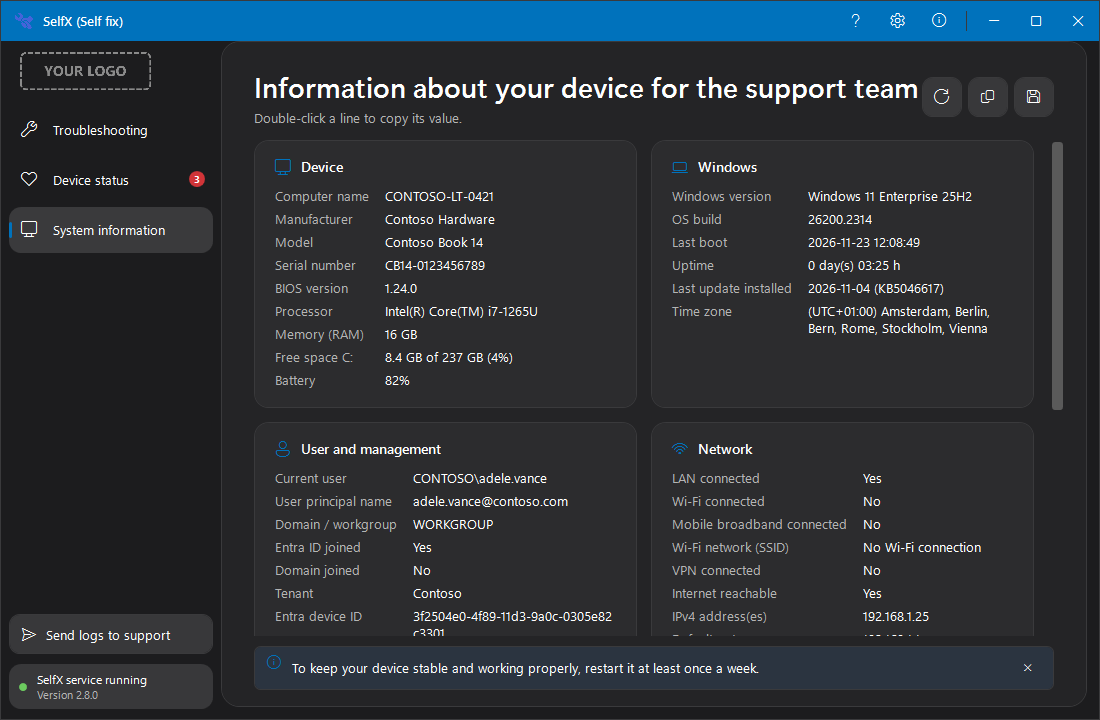 SelfX (Self fix)
YOUR LOGO
Troubleshooting
Device status
3
System information
Send logs to support
SelfX service running
Version 2.8.0
Information about your device for the support team
Double-click a line to copy its value.
Device
Computer name CONTOSO-LT-0421
Manufacturer Contoso Hardware
Model Contoso Book 14
Serial number CB14-0123456789
BIOS version 1.24.0
Processor Intel(R) Core(TM) i7-1265U
Memory (RAM) 16 GB
Free space C: 8.4 GB of 237 GB (4%)
Battery 82%
Windows
Windows version Windows 11 Enterprise 25H2
OS build 26200.2314
Last boot 2026-11-23 12:08:49
Uptime 0 day(s) 03:25 h
Last update installed 2026-11-04 (KB5046617)
Time zone (UTC+01:00) Amsterdam, Berlin,
Bern, Rome, Stockholm, Vienna
User and management
Current user CONTOSO\adele.vance
User principal name adele.vance@contoso.com
Domain / workgroup WORKGROUP
Entra ID joined Yes
Domain joined No
Tenant Contoso
Entra device ID 3f2504e0-4f89-11d3-9a0c-0305e82
c3301
Network
LAN connected Yes
Wi-Fi connected No
Mobile broadband connected No
Wi-Fi network (SSID) No Wi-Fi connection
VPN connected No
Internet reachable Yes
IPv4 address(es) 192.168.1.25
To keep your device stable and working properly, restart it at least once a week.